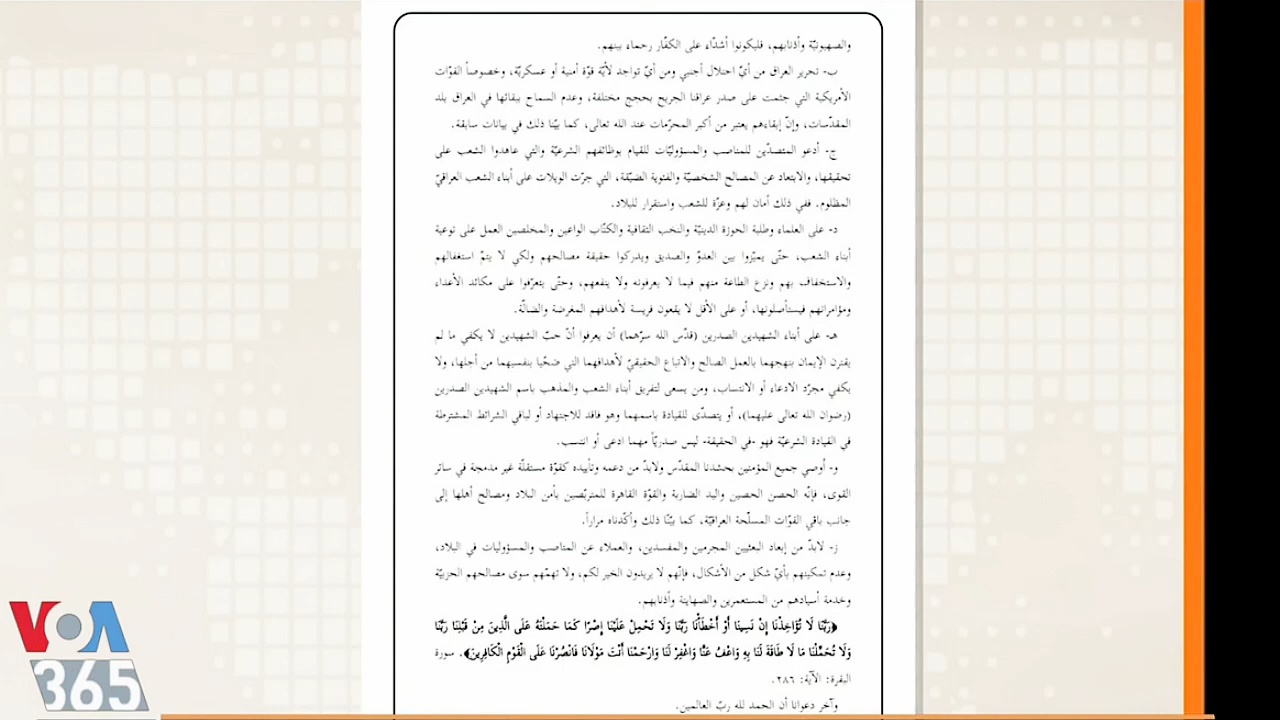 والصهيونيّة وأذنابهم، فليكونوا أشدّاء على الكفّار رحماء بينهم.
ب- تحرير العراق من أيّ احتلال أجنبي ومن أيّ تواجد لأيّة قوّة أمنية أو عسكريّة، وخصوصاً القوّات
الأمريكية التي جثمت على صدر عراقنا الجريح بحجج مختلفة، وعدم السماح ببقائها في العراق بلد
المقدّسات، وإنّ إبقاءهم يعتبر من أكبر المحرّمات عند الله تعالى، كما بيّنا ذلك في بيانات سابقة.
ج- أدعو المتصدّين للمناصب والمسؤوليّات للقيام بوظائفهم الشرعيّة والتي عاهدوا الشعب على
تحقيقها، والابتعاد عن المصالح الشخصيّة والفئوية الضيّقة، التي جرّت الويلات على أبناء الشعب العراقيّ
المظلوم. ففي ذلك أمان لهم وعزّة للشعب واستقرار للبلاد.
د- على العلماء وطلبة الحوزة الدينيّة والنخب الثقافية والكتّاب الواعين والمخلصين العمل على توعية
أبناء الشعب، حتّى يميّزوا بين العدوّ والصديق ويدركوا حقيقة مصالحهم ولكي لا يتمّ استغفالهم
والاستخفاف بهم ونزع الطاعة منهم فيما لا يعرفونه ولا ينفعهم، وحتّى يتعرّفوا على مكائد الأعداء
ومؤامراتهم فيستأصلونها، أو على الأقل لا يقعون فريسة لأهدافهم المغرضة والضالّة.
هـ- على أبناء الشهيدين الصدرين (قدّس الله سرّهما) أن يعرفوا أنّ حبّ الشهيدين لا يكفي ما لم
يقترن الإيمان بنهجهما بالعمل الصالح والاتباع الحقيقيّ لأهدافهما التي ضحّيا بنفسيهما من أجلها، ولا
يكفي مجرّد الادعاء أو الانتساب، ومن يسعى لتفريق أبناء الشعب والمذهب باسم الشهيدين الصدرين
(رضوان الله تعالى عليهما)، أو يتصدّى للقيادة باسمهما وهو فاقد للاجتهاد أو لباقي الشرائط المشترطة
في القيادة الشرعيّة فهو -في الحقيقة- ليس صدريّاً مهما ادعى أو انتسب.
و- أوصي جميع المؤمنين بحشدنا المقدّس ولابدّ من دعمه وتأييده كقوّة مستقلّة غير مدمجة في سائر
القوى، فإنّه الحصن الحصين واليد الضاربة والقوّة القاهرة للمتربّصين بأمن البلاد ومصالح أهلها إلى
جانب باقي القوّات المسلّحة العراقيّة، كما بيّنّا ذلك وأكّدناه مراراً.
ز- لابدّ من إبعاد البعثيين المجرمين والمفسدين، والعملاء عن المناصب والمسؤوليات في البلاد،
وعدم تمكينهم بأيّ شكل من الأشكال، فإنّهم لا يريدون الخير لكم، ولا تهمّهم سوى مصالحهم الحزبيّة
وخدمة أسيادهم من المستعمرين والصهاينة وأذنابهم.
﴿رَبَّنَا لَا تُؤَاخِذْنَا إِنْ نَسِينَا أَوْ أَخْطَأْنَا رَبَّنَا وَلَا تَحْمِلْ عَلَيْنَا إِصْرًا كَمَا حَمَلْتَهُ عَلَى الَّذِينَ مِنْ قَبْلِنَا رَبَّنَا
وَلَا تُحَمِّلْنَا مَا لَا طَاقَةَ لَنَا بِهِ وَاعْفُ عَنَّا وَاغْفِرْ لَنَا وَارْحَمْنَا أَنْتَ مَوْلَانَا فَانْصُرْنَا عَلَى الْقَوْمِ الْكَافِرِينَ﴾. سورة
البقرة: الآية: ٢٨٦.
وآخر دعوانا أن الحمد لله ربّ العالمين.
VOA
365